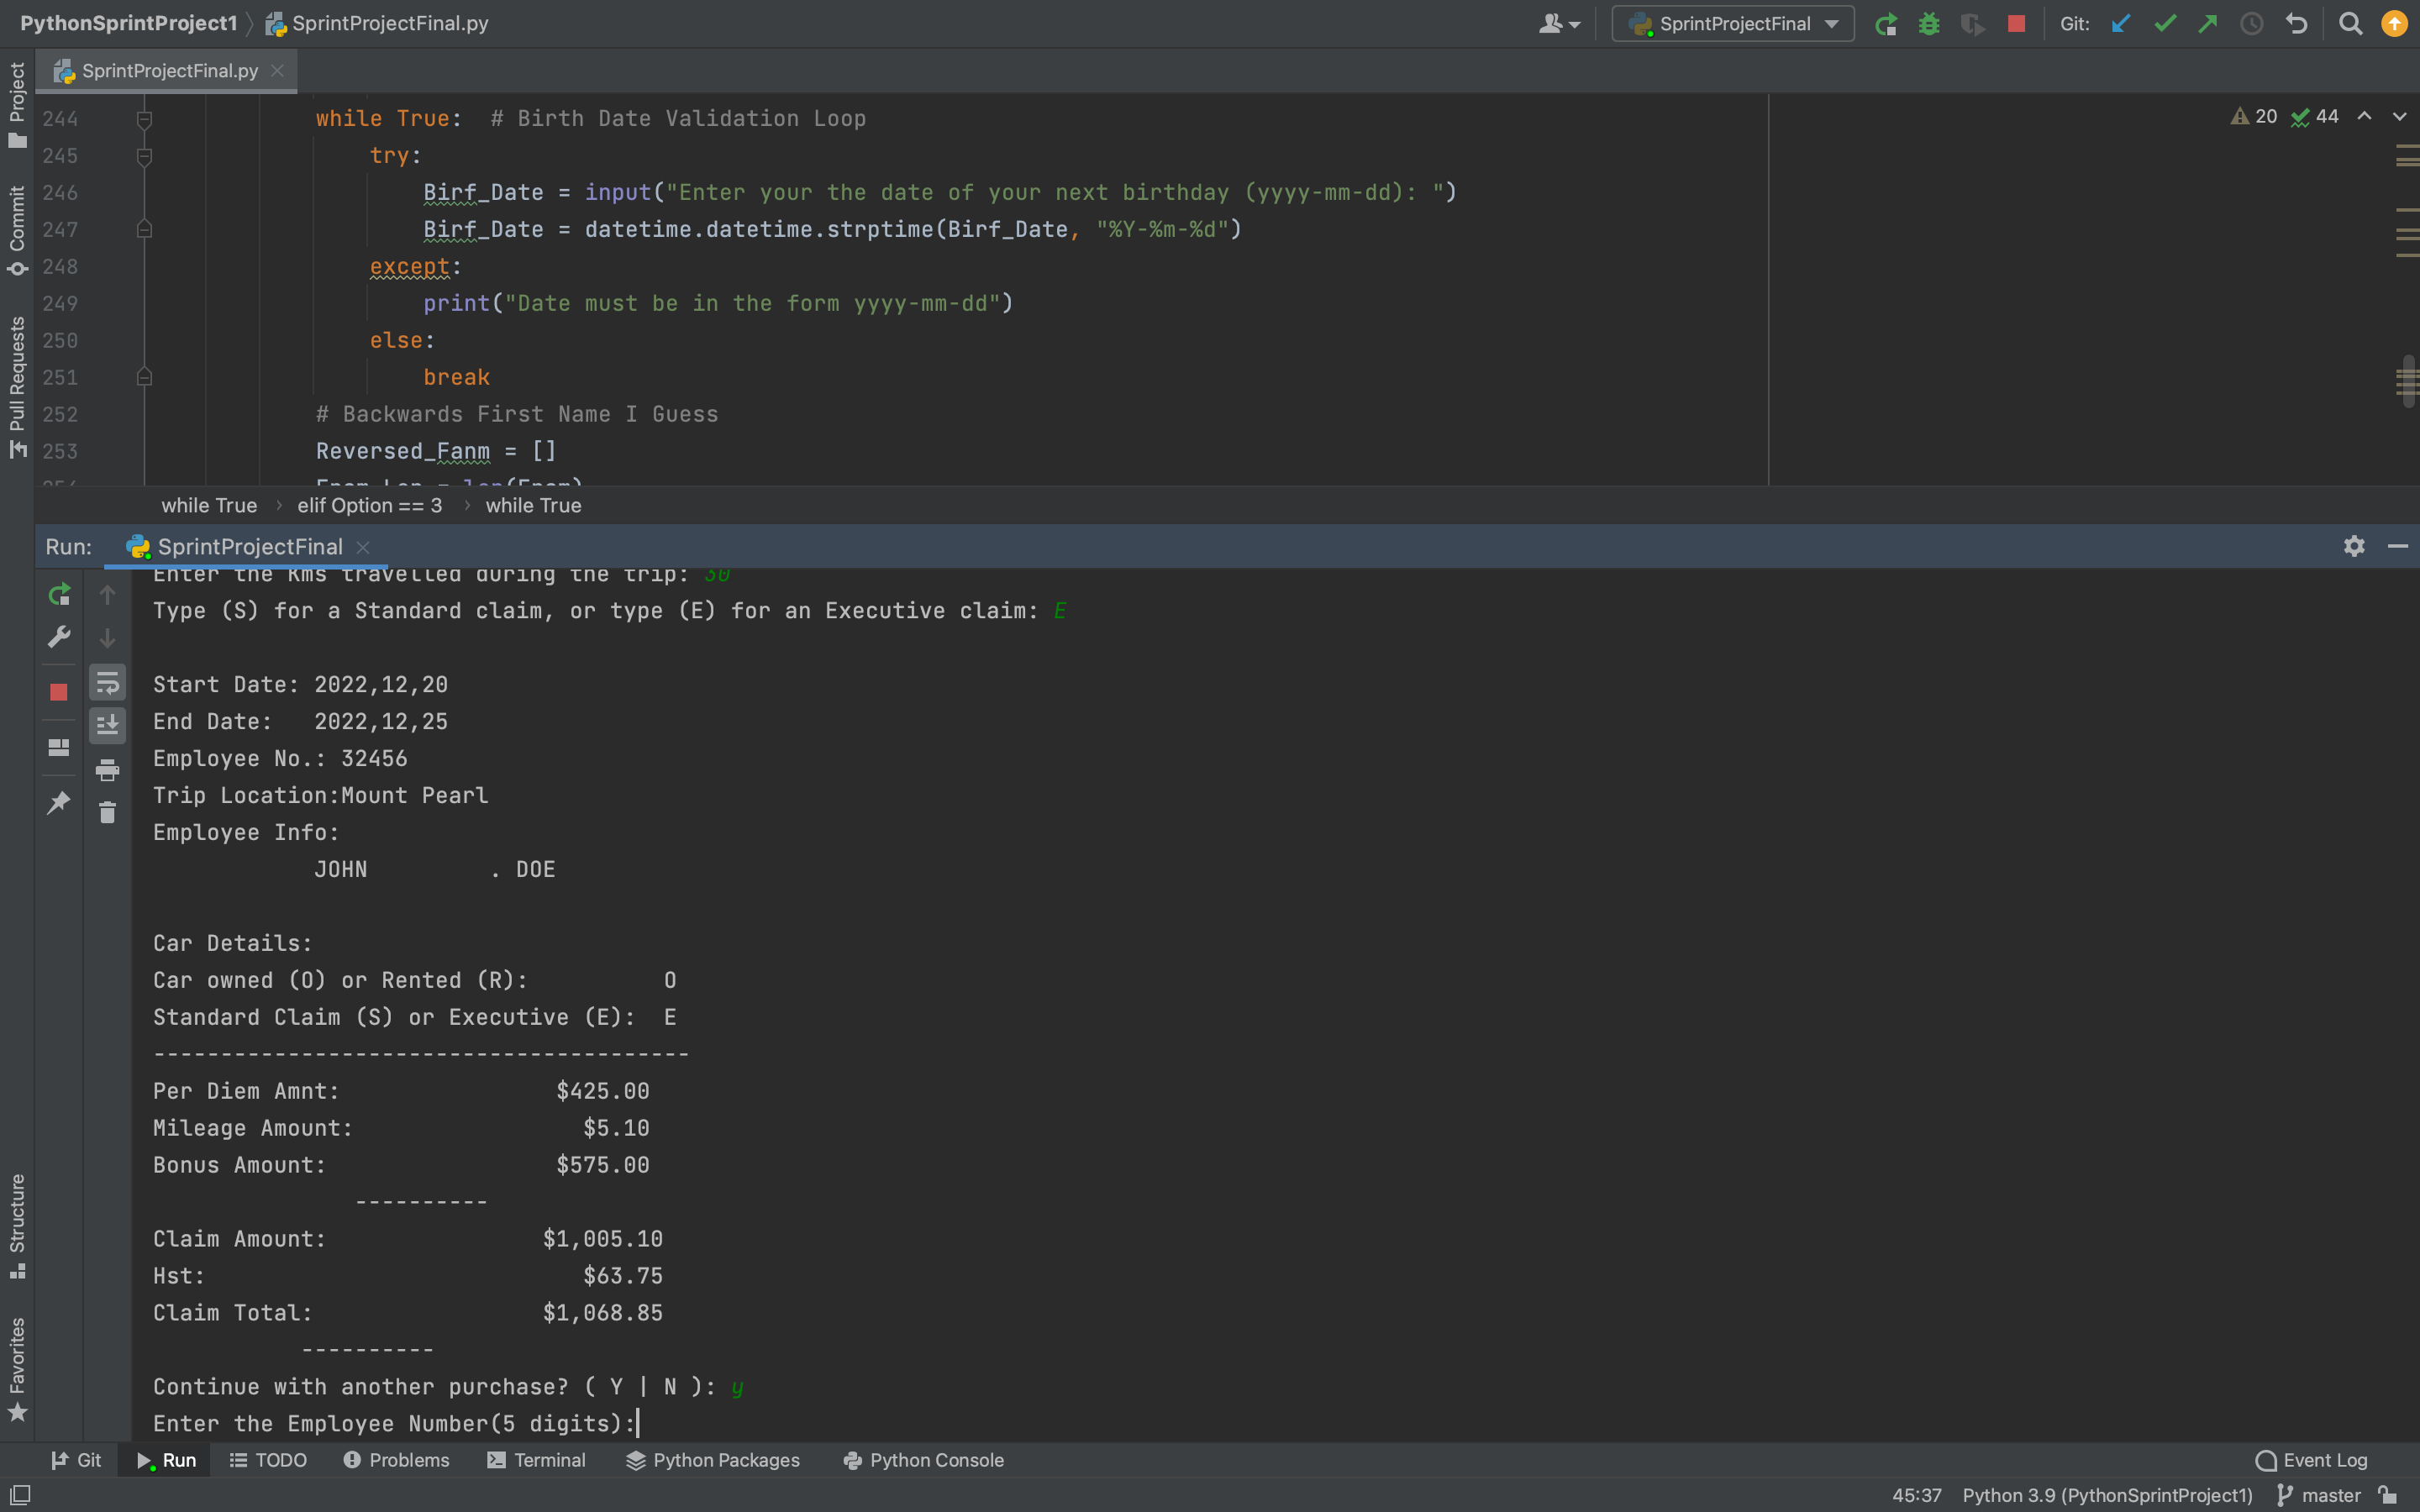 PythonSprintProject1 SprintProjectFinal.py SprintProjectFinal Git:
SprintProjectFinal.py
Project
Commit
Pull Requests
Structure
Favorites
20 44
244 while True:  # Birth Date Validation Loop
245 try:
246 Birf_Date = input("Enter your the date of your next birthday (yyyy-mm-dd): ")
247 Birf_Date = datetime.datetime.strptime(Birf_Date, "%Y-%m-%d")
248 except:
249 print("Date must be in the form yyyy-mm-dd")
250 else:
251 break
252 # Backwards First Name I Guess
253 Reversed_Fanm = []
while True elif Option == 3 while True
Run: SprintProjectFinal
Enter the Kms travelled during the trip: 30
Type (S) for a Standard claim, or type (E) for an Executive claim: E
Start Date: 2022,12,20
End Date:   2022,12,25
Employee No.: 32456
Trip Location:Mount Pearl
Employee Info:
JOHN . DOE
Car Details:
Car owned (O) or Rented (R): O
Standard Claim (S) or Executive (E): E
----------------------------------------
Per Diem Amnt: $425.00
Mileage Amount: $5.10
Bonus Amount: $575.00
----------
Claim Amount: $1,005.10
Hst: $63.75
Claim Total: $1,068.85
----------
Continue with another purchase? ( Y | N ): y
Enter the Employee Number(5 digits):
Git Run TODO Problems Terminal Python Packages Python Console Event Log
45:37 Python 3.9 (PythonSprintProject1) master